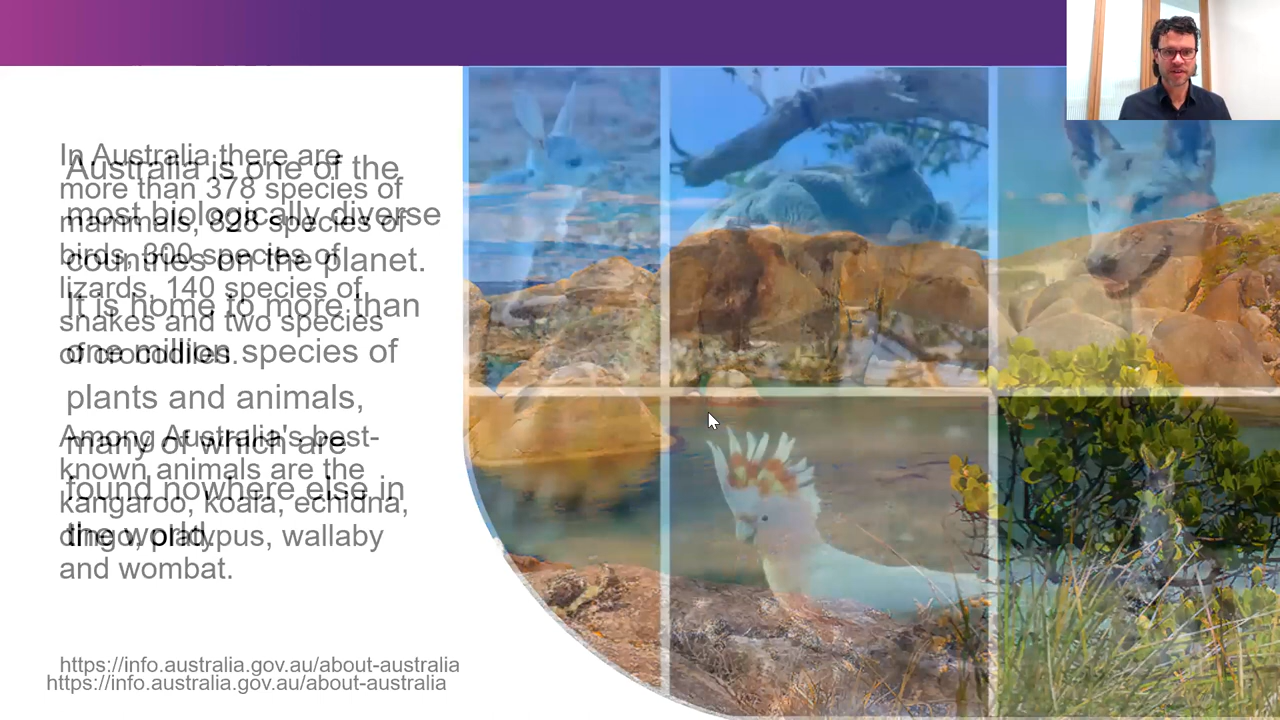 Australia is one of the
most biologically diverse
countries on the planet.
It is home to more than
one million species of
plants and animals,
many of which are
found nowhere else in
the world.
https://info.australia.gov.au/about-australia
In Australia there are
more than 378 species of
mammals, 828 species of
birds, 300 species of
lizards, 140 species of
snakes and two species
of crocodiles.
Among Australia's best-
known animals are the
kangaroo, koala, echidna,
dingo, platypus, wallaby
and wombat.
https://info.australia.gov.au/about-australia